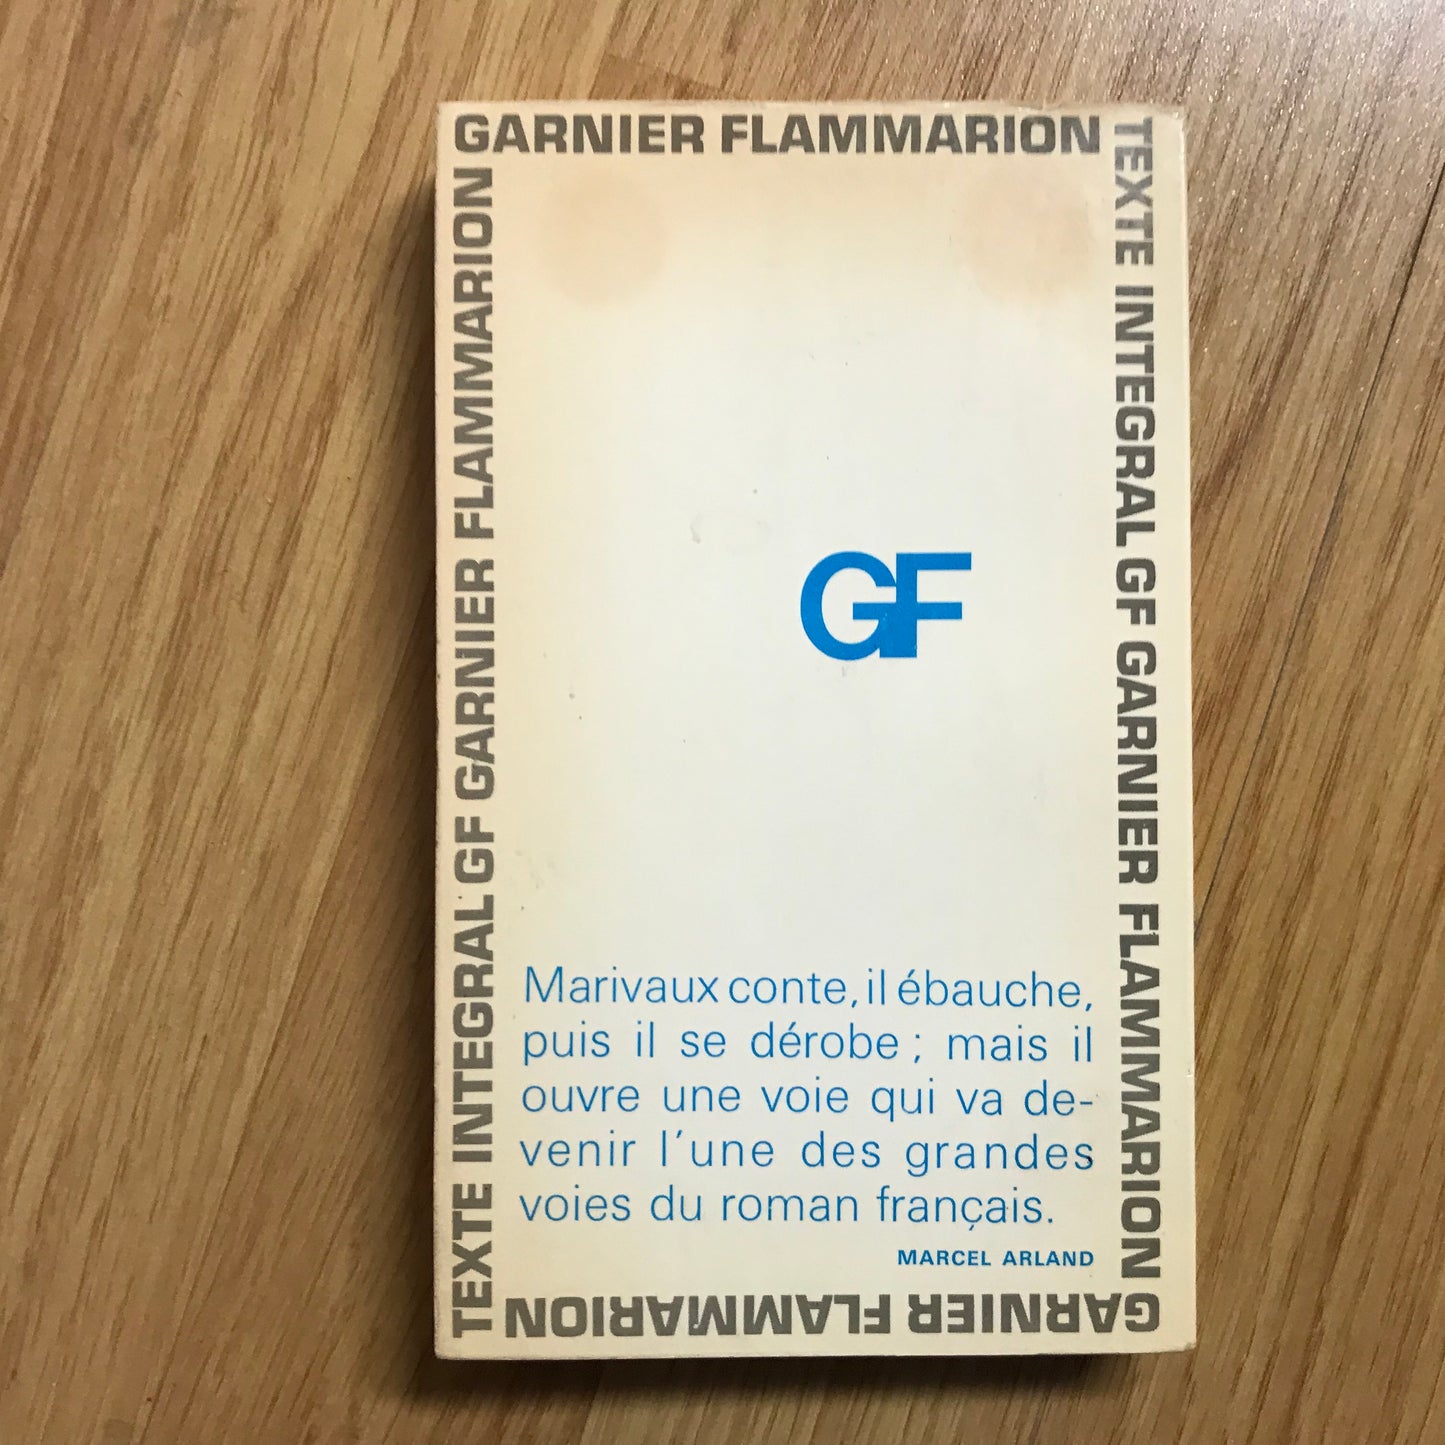 GARNIER FLAMMARION
TEXTE INTEGRAL GF GARNIER FLAMMARION
TEXTE INTEGRAL GF GARNIER FLAMMARION
GF
Marivaux conte, il ébauche,
puis il se dérobe ; mais il
ouvre une voie qui va de-
venir l'une des grandes
voies du roman français.
MARCEL ARLAND
GARNIER FLAMMARION